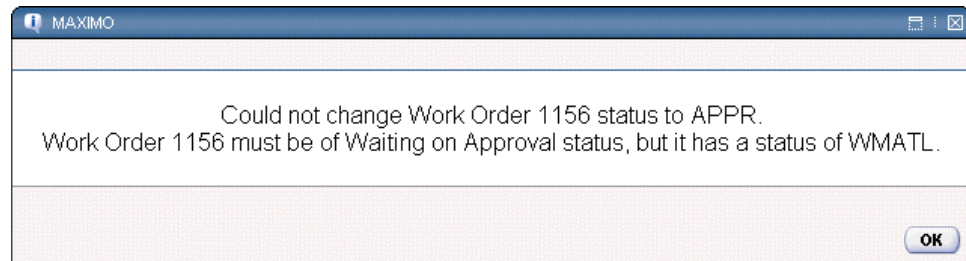 MAXIMO
Could not change Work Order 1156 status to APPR.
Work Order 1156 must be of Waiting on Approval status, but it has a status of WMATL.
OK